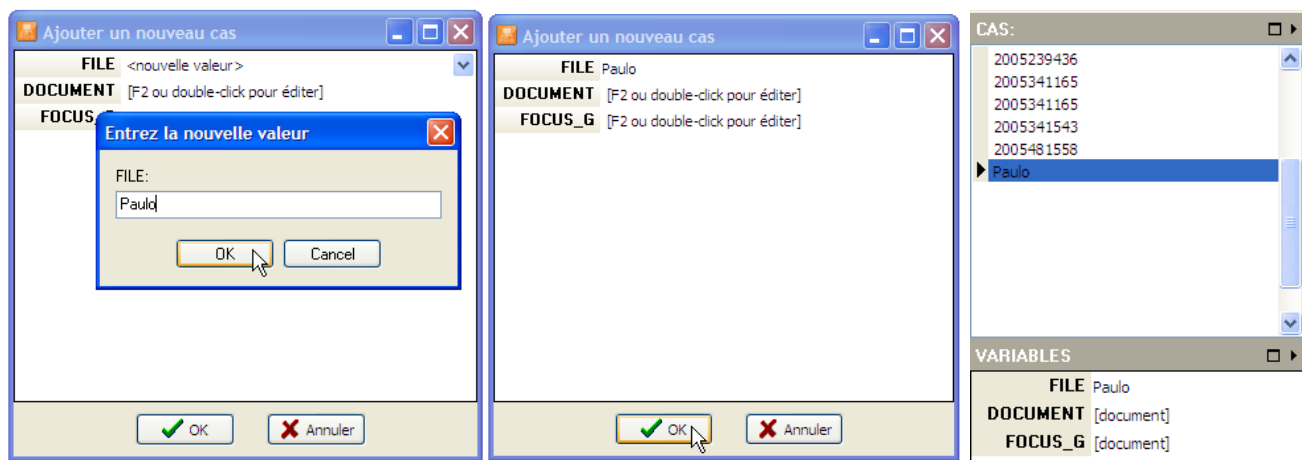 Ajouter un nouveau cas
FILE <nouvelle valeur>
DOCUMENT [F2 ou double-click pour éditer]
FOCUS_
Entrez la nouvelle valeur
FILE:
Paulo
OK Cancel
OK Annuler
Ajouter un nouveau cas
FILE Paulo
DOCUMENT [F2 ou double-click pour éditer]
FOCUS_G [F2 ou double-click pour éditer]
OK Annuler
CAS:
2005239436
2005341165
2005341165
2005341543
2005481558
Paulo
VARIABLES
FILE Paulo
DOCUMENT [document]
FOCUS_G [document]